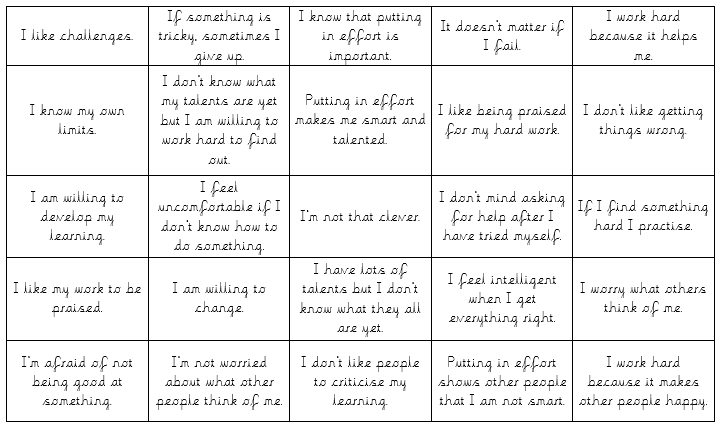 I like challenges.
If something is
tricky, sometimes I
give up.
I know that putting
in effort is
important.
It doesn't matter if
I fail.
I work hard
because it helps
me.
I know my own
limits.
I don't know what
my talents are yet
but I am willing to
work hard to find
out.
Putting in effort
makes me smart and
talented.
I like being praised
for my hard work.
I don't like getting
things wrong.
I am willing to
develop my
learning.
I feel
uncomfortable if I
don't know how to
do something.
I'm not that clever.
I don't mind asking
for help after I
have tried myself.
If I find something
hard I practise.
I like my work to be
praised.
I am willing to
change.
I have lots of
talents but I don't
know what they all
are yet.
I feel intelligent
when I get
everything right.
I worry what others
think of me.
I'm afraid of not
being good at
something.
I'm not worried
about what other
people think of me.
I don't like people
to criticise my
learning.
Putting in effort
shows other people
that I am not smart.
I work hard
because it makes
other people happy.